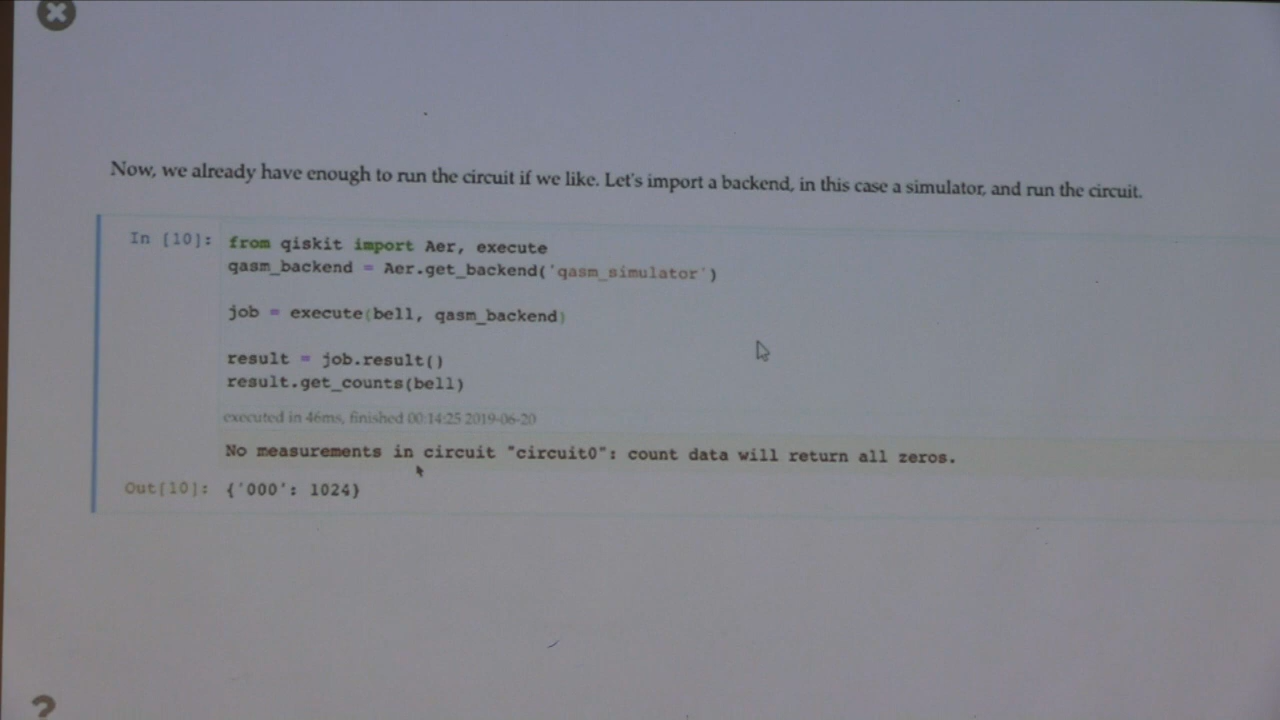 Now, we already have enough to run the circuit if we like. Let's import a backend, in this case a simulator, and run the circuit.
In [10]: from qiskit import Aer, execute
qasm_backend = Aer.get_backend('qasm_simulator')
job = execute(bell, qasm_backend)
result = job.result()
result.get_counts(bell)
executed in 46ms, finished 00:14:25 2019-06-20
No measurements in circuit "circuit0": count data will return all zeros.
Out[10]: {'000': 1024}
?